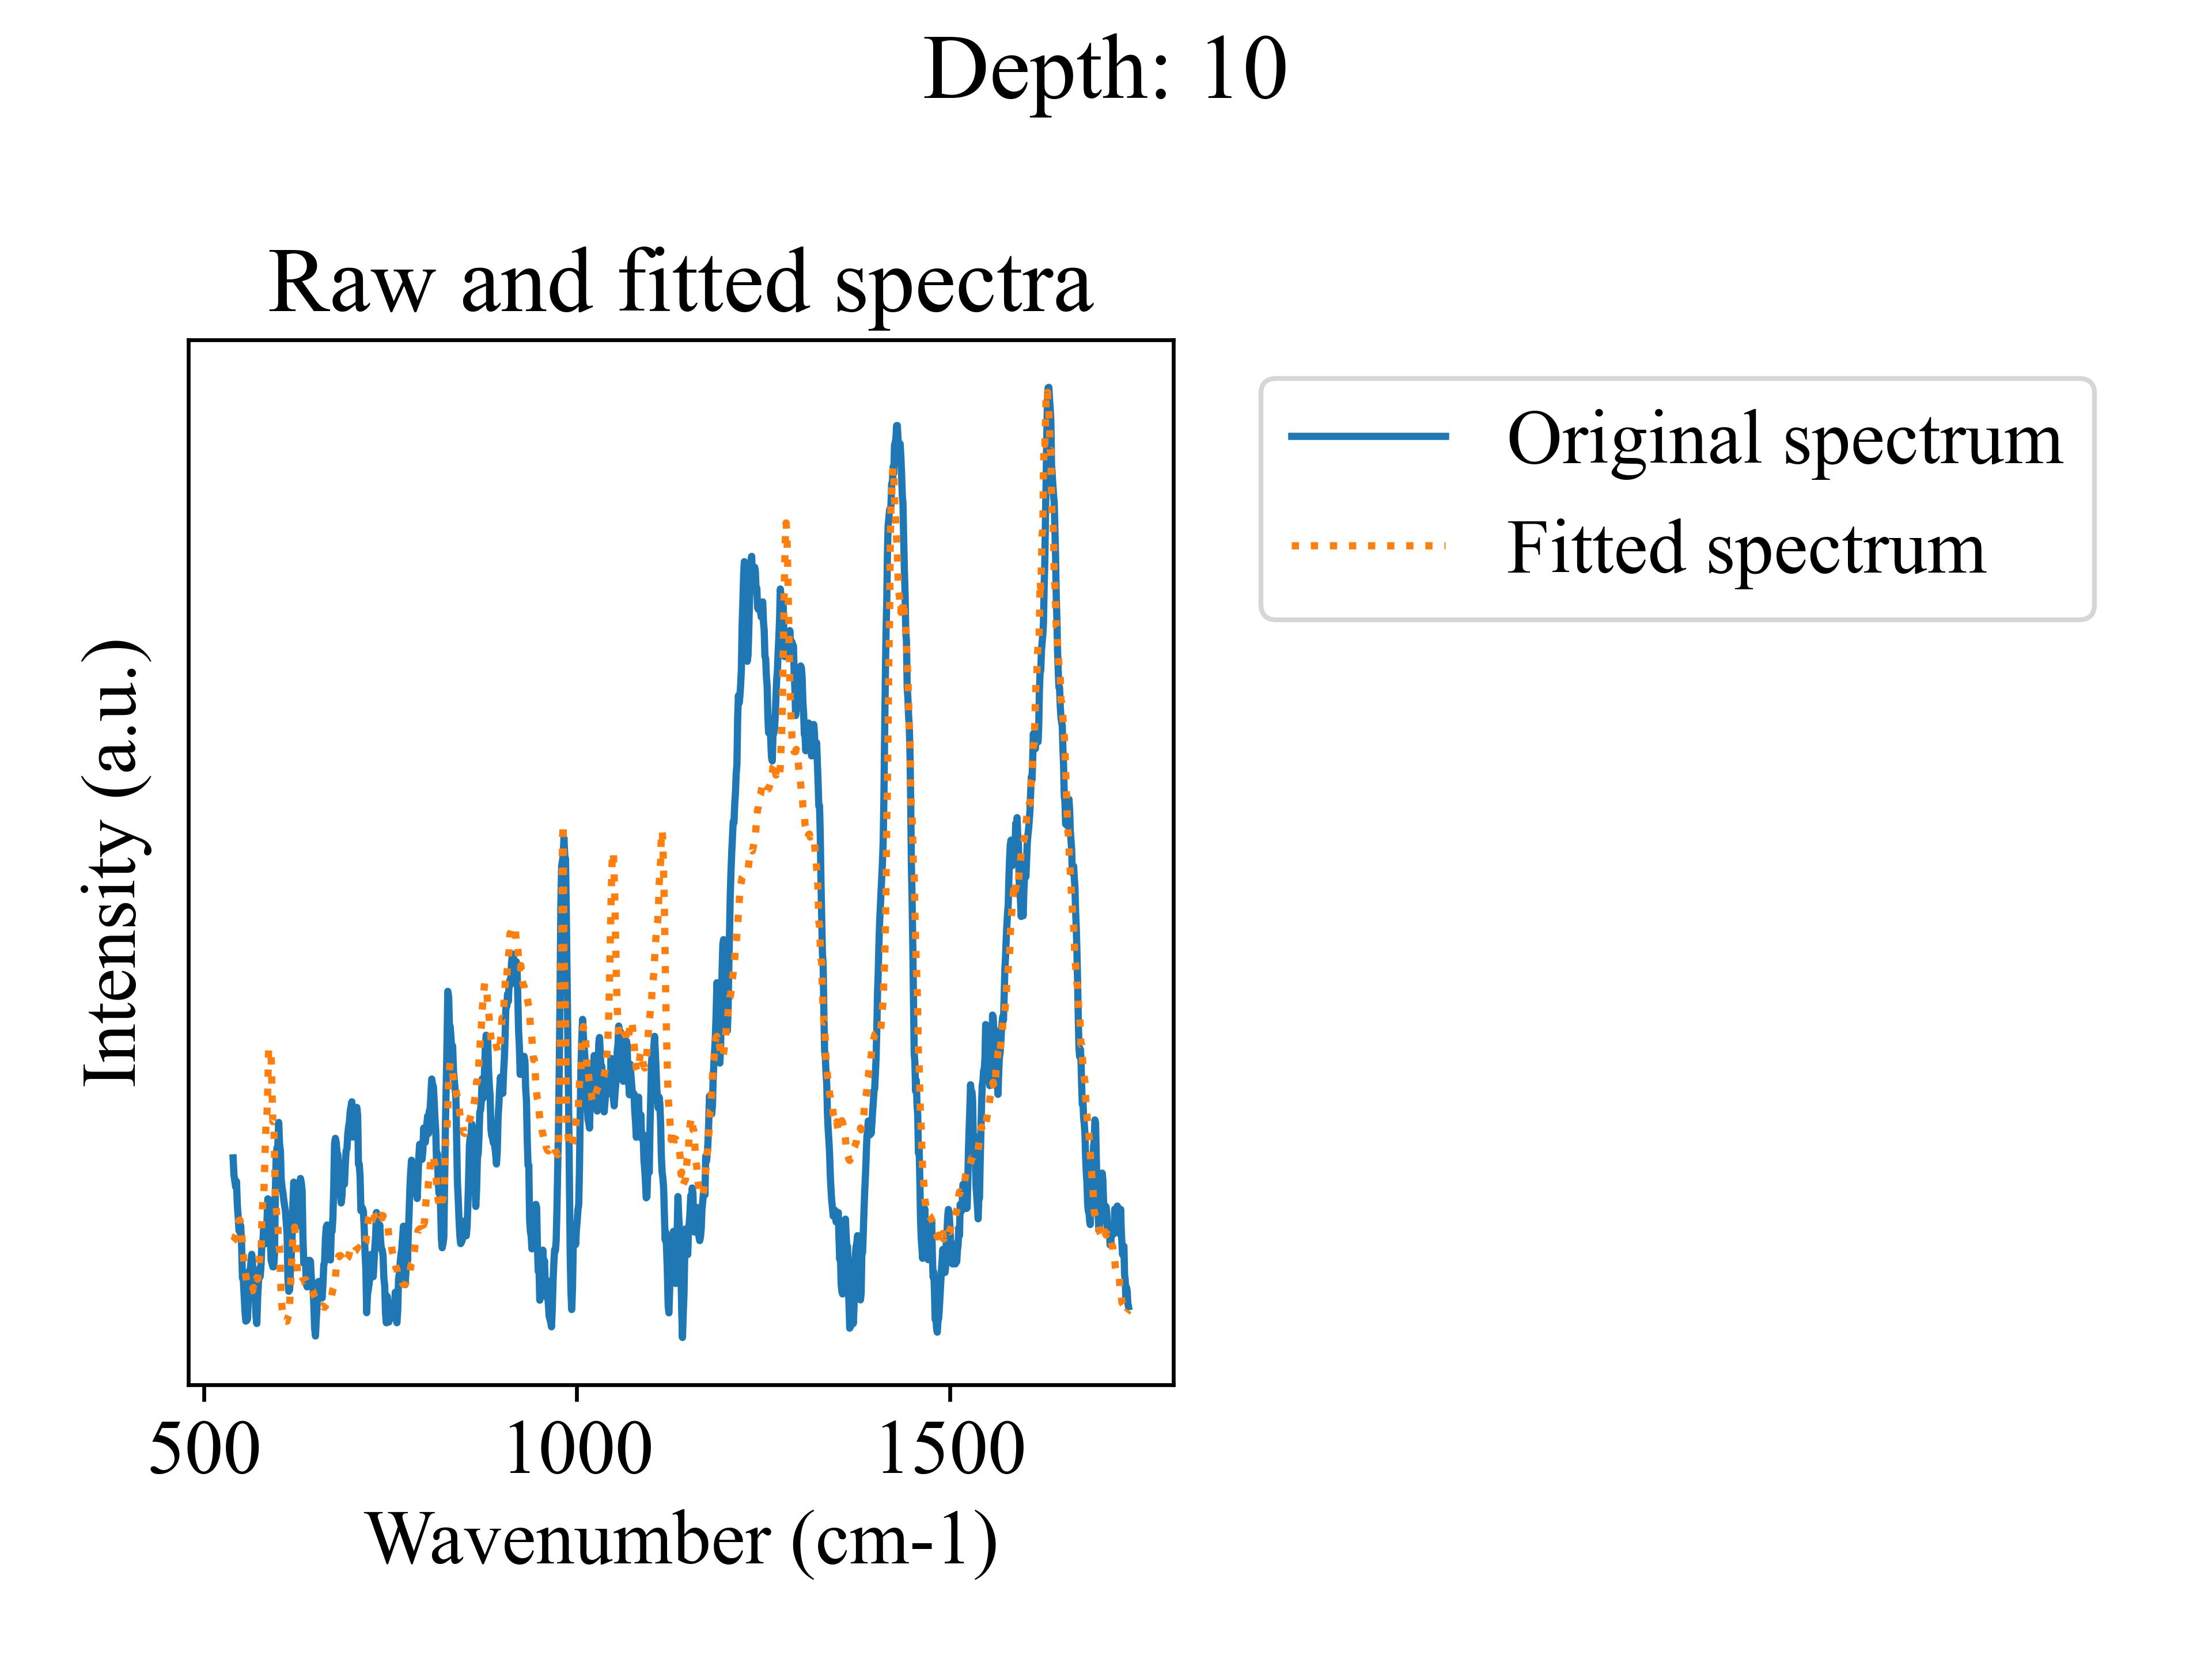 Depth: 10
Raw and fitted spectra
Original spectrum
Fitted spectrum
Intensity (a.u.)
500 1000 1500
Wavenumber (cm-1)